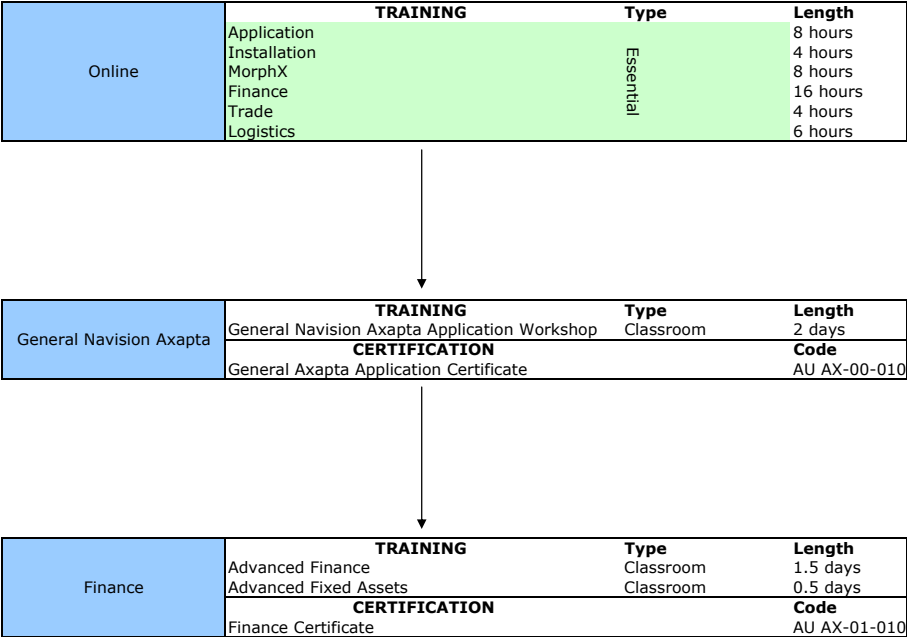 TRAINING Type Length
Application 8 hours
Installation 4 hours
MorphX 8 hours
Online
Essential
Finance 16 hours
Trade 4 hours
Logistics 6 hours
TRAINING Type Length
General Navision Axapta
General Navision Axapta Application Workshop Classroom 2 days
CERTIFICATION Code
General Axapta Application Certificate AU AX-00-010
TRAINING Type Length
Advanced Finance Classroom 1.5 days
Finance
Advanced Fixed Assets Classroom 0.5 days
CERTIFICATION Code
Finance Certificate AU AX-01-010